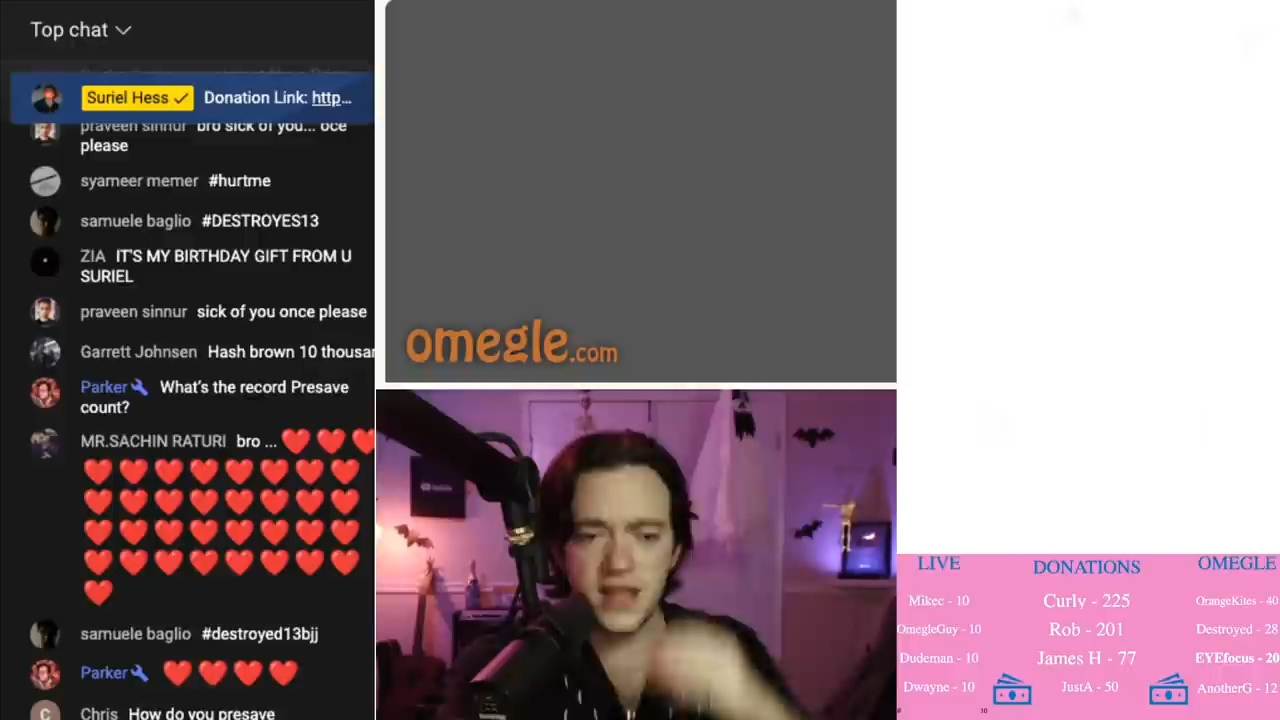 Top chat
Suriel Hess Donation Link: http...
praveen sinnur bro sick of you... oce
please
syameer memer #hurtme
samuele baglio #DESTROYES13
ZIA IT'S MY BIRTHDAY GIFT FROM U
SURIEL
praveen sinnur sick of you once please
Garrett Johnsen Hash brown 10 thousan
Parker What's the record Presave
count?
MR.SACHIN RATURI bro ... ❤️ ❤️ ❤️
❤️ ❤️ ❤️ ❤️ ❤️ ❤️ ❤️ ❤️
❤️ ❤️ ❤️ ❤️ ❤️ ❤️ ❤️ ❤️
❤️ ❤️ ❤️ ❤️ ❤️ ❤️ ❤️ ❤️
❤️ ❤️ ❤️ ❤️ ❤️ ❤️ ❤️ ❤️
❤️
samuele baglio #destroyed13bjj
Parker ❤️ ❤️ ❤️ ❤️
C Chris How do you presave
omegle.com
LIVE
Mikec - 10
OmegleGuy - 10
Dudeman - 10
Dwayne - 10
DONATIONS
Curly - 225
Rob - 201
James H - 77
JustA - 50
OMEGLE
OrangeKites - 40
Destroyed - 28
EYEfocus - 20
AnotherG - 12